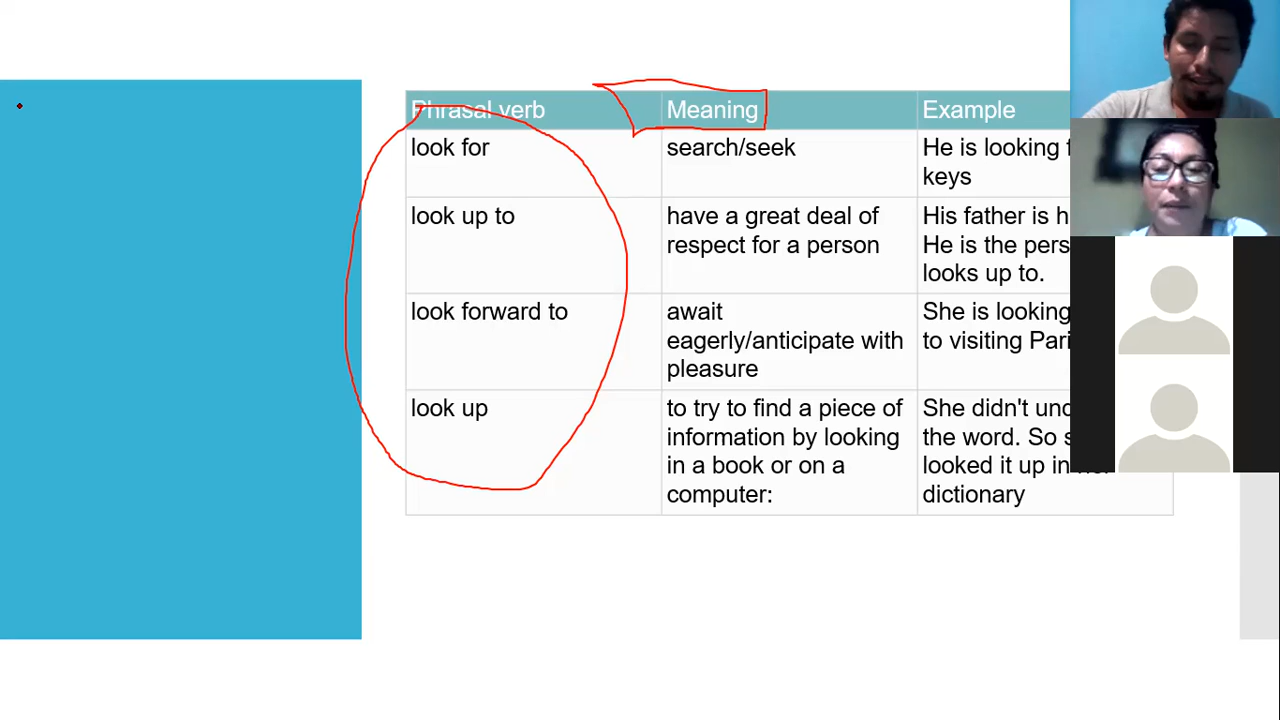 Phrasal verb Meaning Example
look for search/seek He is looking
keys
look up to have a great deal of His father is
respect for a person He is the
looks up to.
look forward to await She is looking
eagerly/anticipate with to visiting
pleasure
look up to try to find a piece of She didn't
information by looking the word. So
in a book or on a looked it up in
computer: dictionary